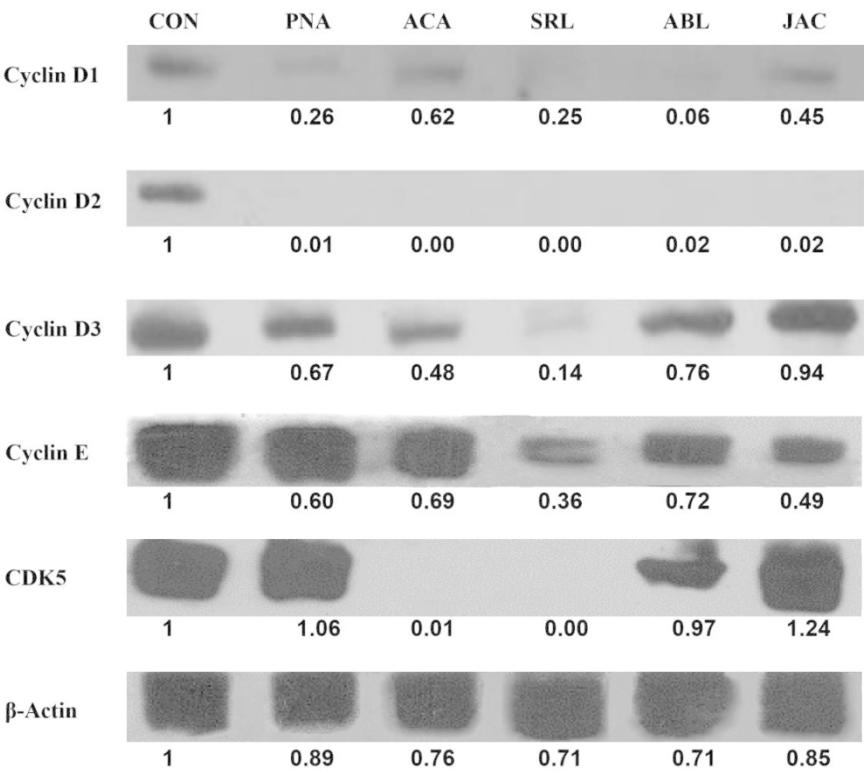 CON PNA ACA SRL ABL JAC
Cyclin D1
1 0.26 0.62 0.25 0.06 0.45
Cyclin D2
1 0.01 0.00 0.00 0.02 0.02
Cyclin D3
1 0.67 0.48 0.14 0.76 0.94
Cyclin E
1 0.60 0.69 0.36 0.72 0.49
CDK5
1 1.06 0.01 0.00 0.97 1.24
β-Actin
1 0.89 0.76 0.71 0.71 0.85